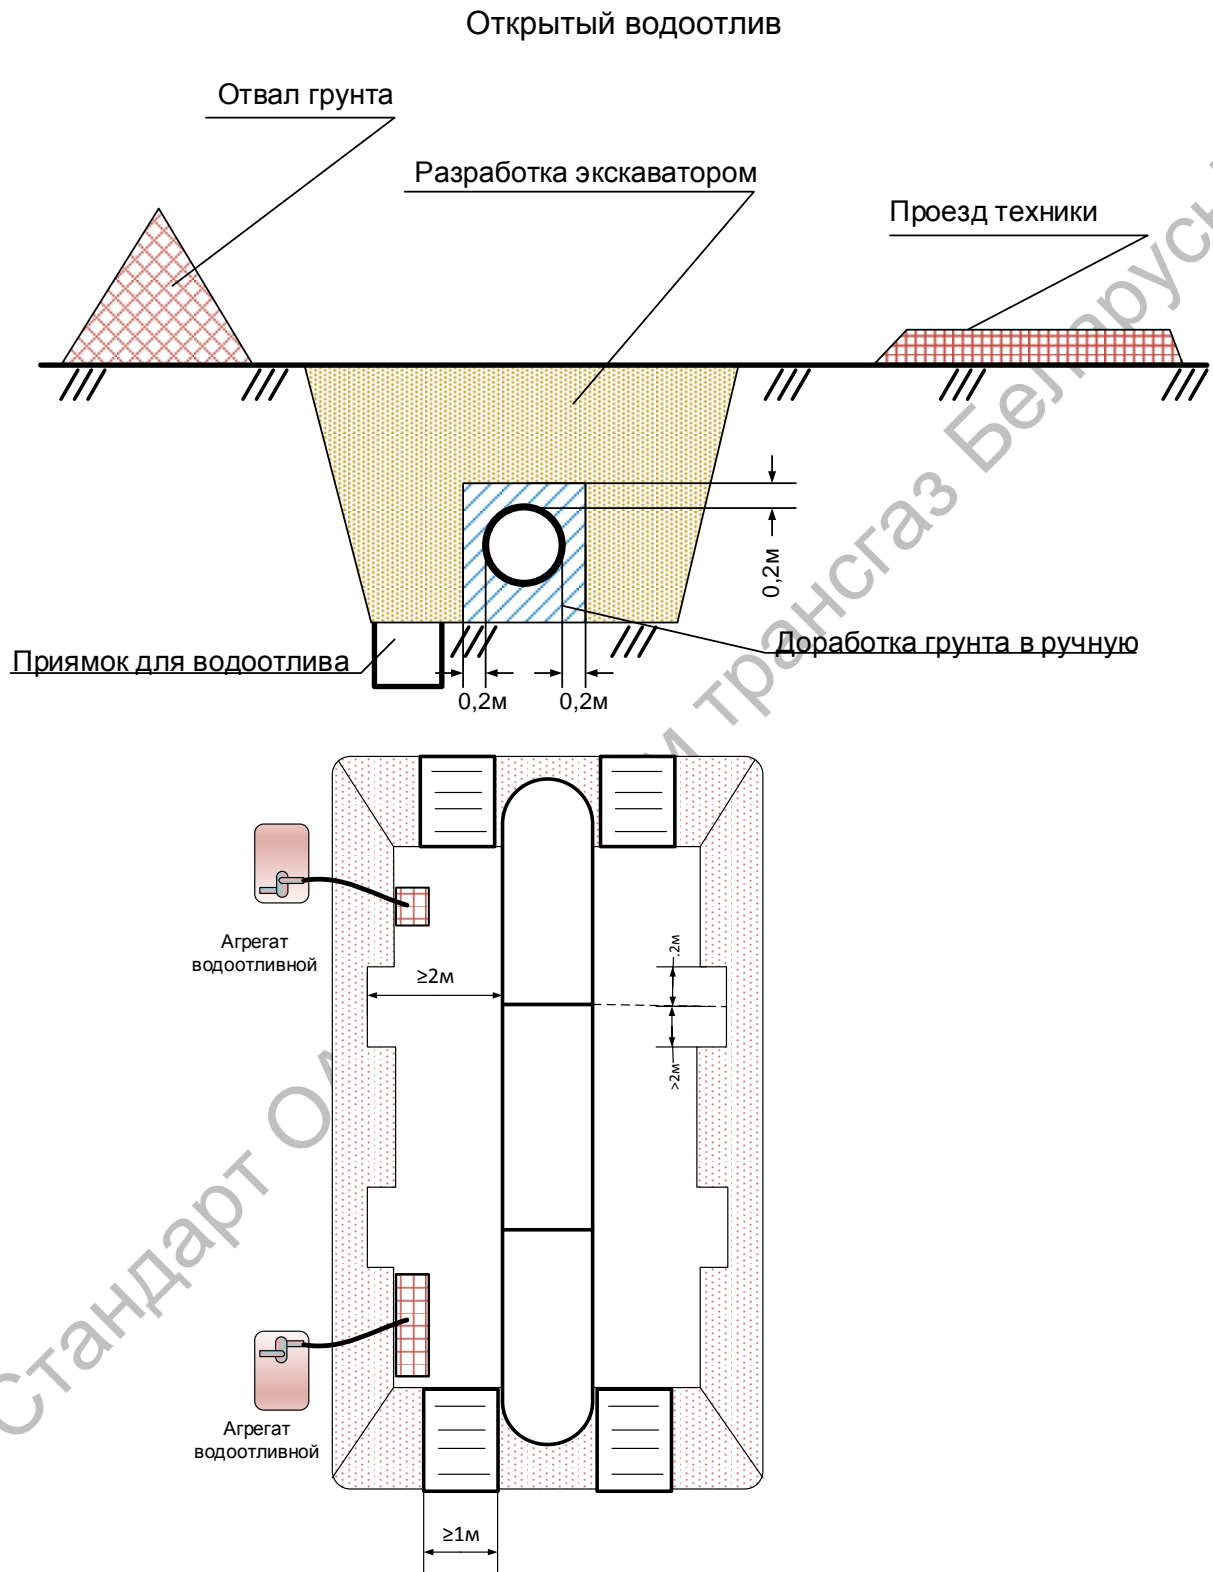 Открытый водоотлив
Отвал грунта
Разработка экскаватором
Проезд техники
0,2м
Доработка грунта в ручную
Приямок для водоотлива
0,2м
0,2м
Агрегат
водоотливной
≥2м
.2м
>2м
Агрегат
водоотливной
≥1м
Стандарт ОА
трансгаз Беларусь